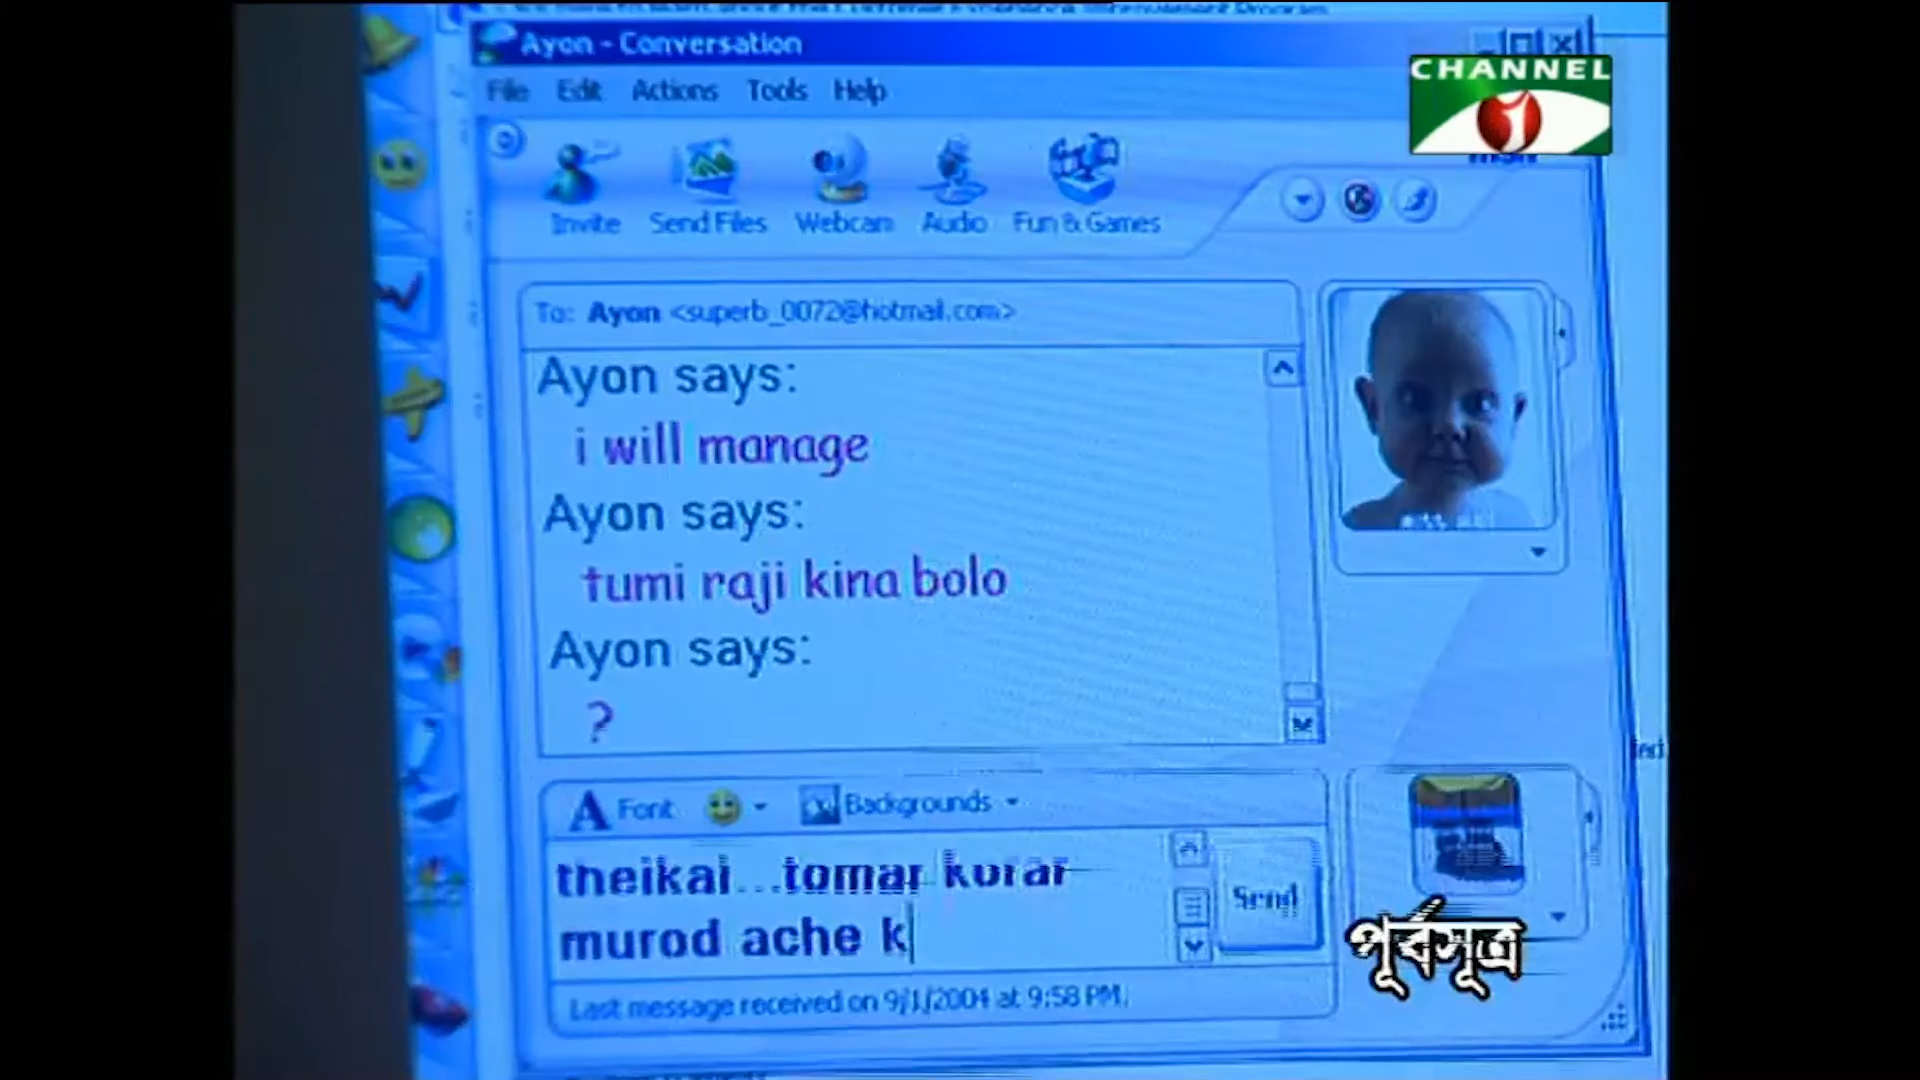 Ayon - Conversation
CHANNEL
i
File Edit Actions Tools Help
msn
Invite Send Files Webcam Audio Fun & Games
To: Ayon <superb_0072@hotmail.com>
Ayon says:
i will manage
Ayon says:
tumi raji kina bolo
Ayon says:
?
A Font Backgrounds
theikai...tomar korar
murod ache k
Send
পূর্বসূত্র
Last message received on 9/1/2004 at 9:58 PM.